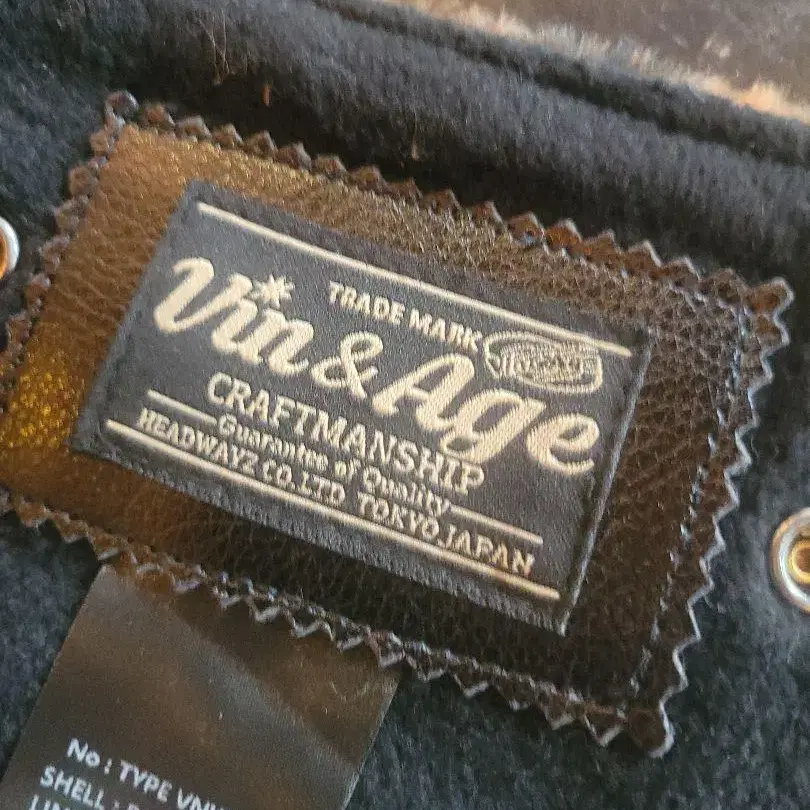 TRADE MARK
Vin & Age
CRAFTMANSHIP
Guarantee of Quality
HEADWAYZ CO.,LTD TOKYO,JAPAN
No : TYPE
SHELL :